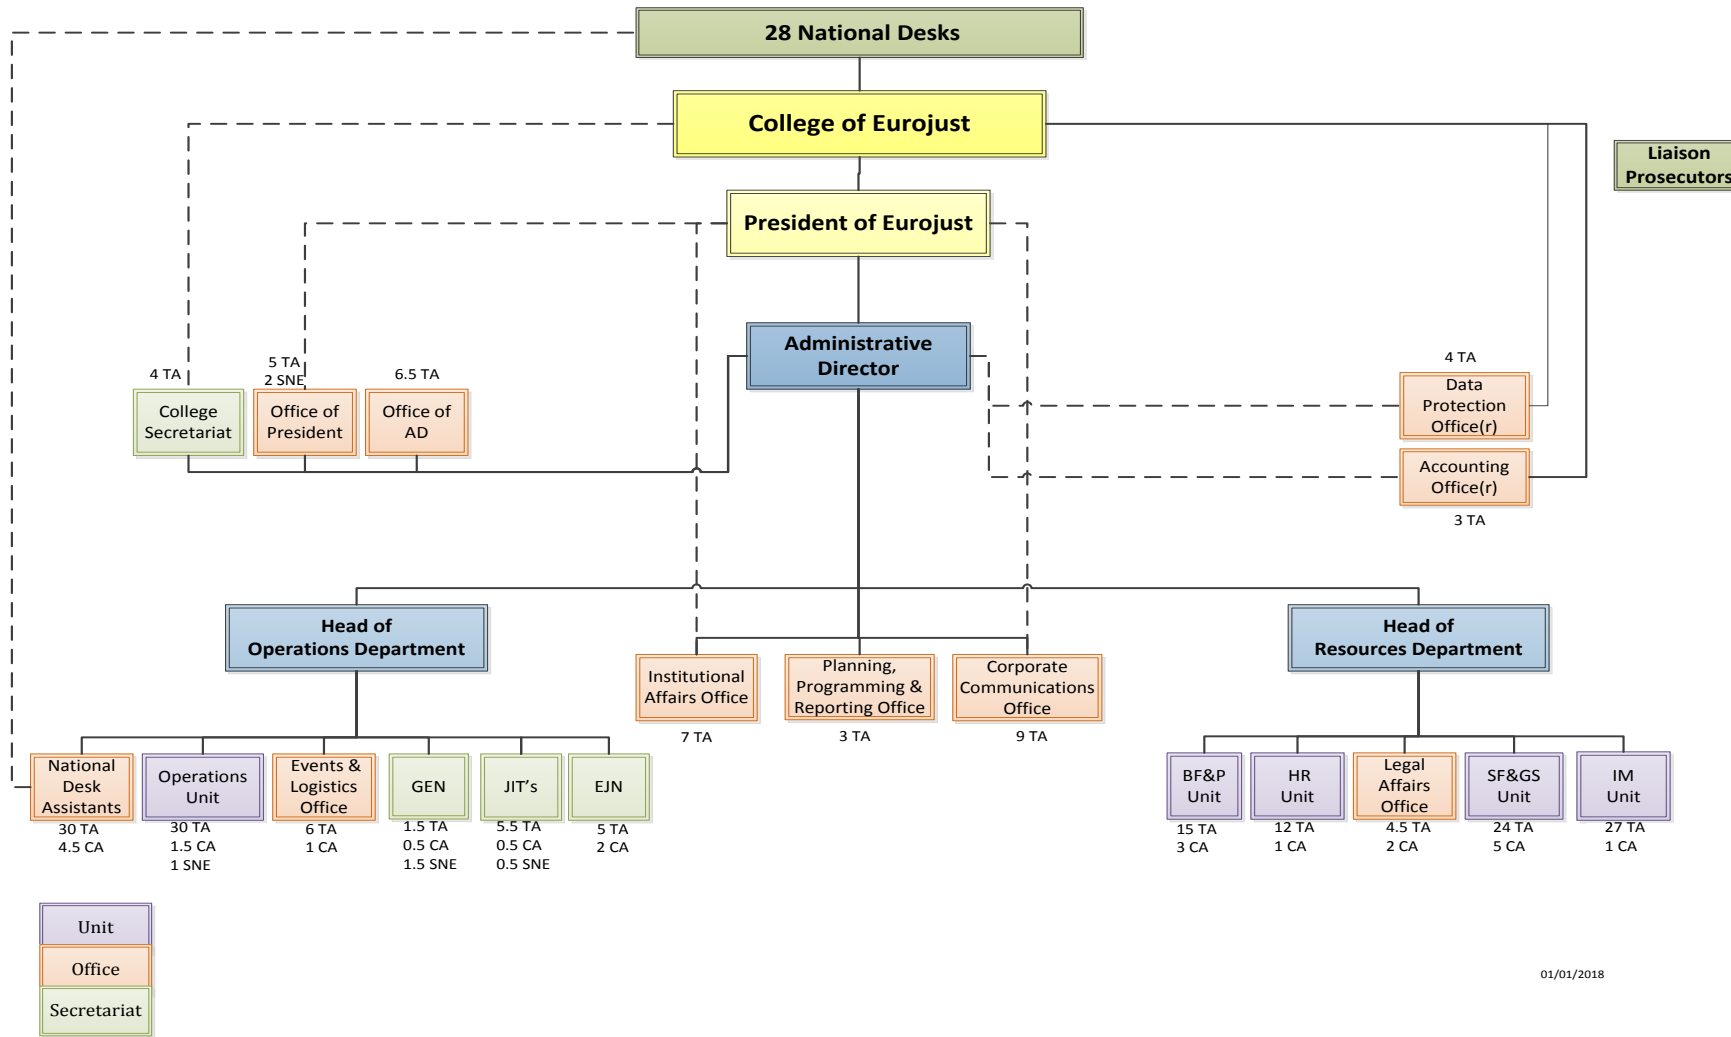 28 National Desks
College of Eurojust
Liaison
Prosecutors
President of Eurojust
Administrative
Director
4 TA
5 TA
2 SNE
6.5 TA
4 TA
College
Secretariat
Office of
President
Office of
AD
Data
Protection
Office(r)
Accounting
Office(r)
3 TA
Head of
Operations Department
Head of
Resources Department
Institutional
Affairs Office
7 TA
Planning,
Programming &
Reporting Office
3 TA
Corporate
Communications
Office
9 TA
National
Desk
Assistants
30 TA
4.5 CA
Operations
Unit
30 TA
1.5 CA
1 SNE
Events &
Logistics
Office
6 TA
1 CA
GEN
1.5 TA
0.5 CA
1.5 SNE
JIT’s
5.5 TA
0.5 CA
0.5 SNE
EJN
5 TA
2 CA
BF&P
Unit
15 TA
3 CA
HR
Unit
12 TA
1 CA
Legal
Affairs
Office
4.5 TA
2 CA
SF&GS
Unit
24 TA
5 CA
IM
Unit
27 TA
1 CA
Unit
Office
Secretariat
01/01/2018